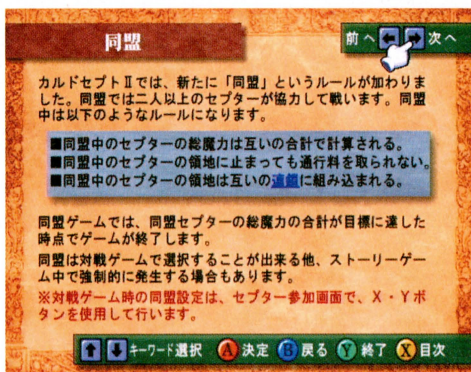 同盟
前へ 次へ
カルドセプトⅡでは、新たに「同盟」というルールが加わりま
した。同盟では二人以上のセプターが協力して戦います。同盟
中は以下のようなルールになります。
■同盟中のセプターの総魔力は互いの合計で計算される。
■同盟中のセプターの領地に止まっても通行料を取られない。
■同盟中のセプターの領地は互いの連鎖に組み込まれる。
同盟ゲームでは、同盟セプターの総魔力の合計が目標に達した
時点でゲームが終了します。
同盟は対戦ゲームで選択することが出来る他、ストーリーゲー
ム中で強制的に発生する場合もあります。
※対戦ゲーム時の同盟設定は、セプター参加画面で、X・Yボ
タンを使用して行います。
キーワード選択 A 決定 B 戻る Y 終了 X 目次